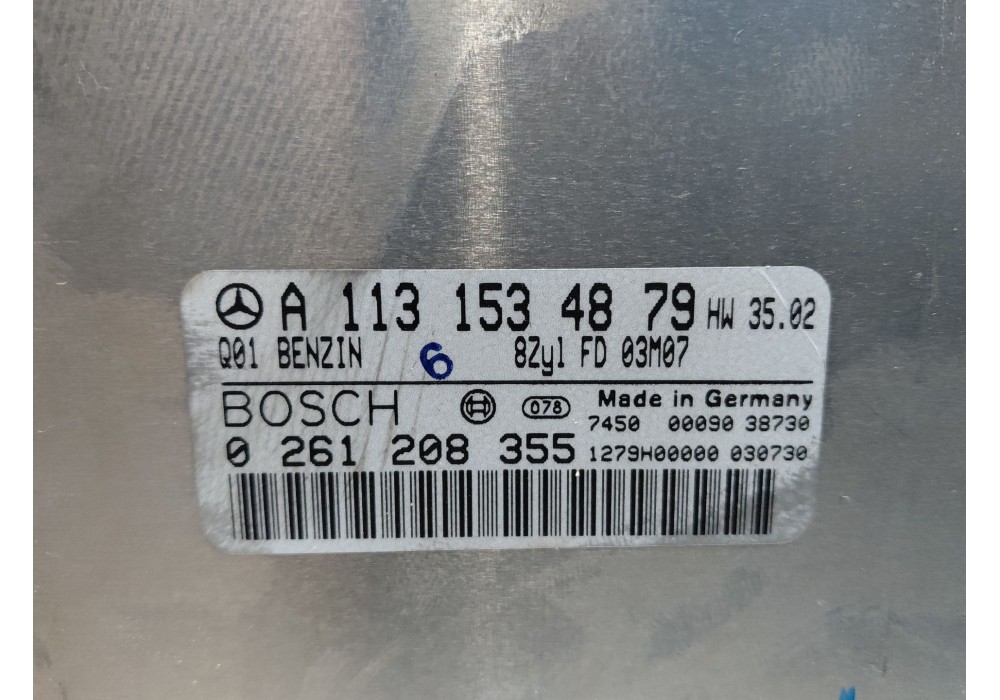 A 113 153 48 79 HW 35.02
Q01 BENZIN 6 8Zyl FD 03M07
BOSCH 078 Made in Germany
7450 00090 38730
0 261 208 355 1279H00000 030730